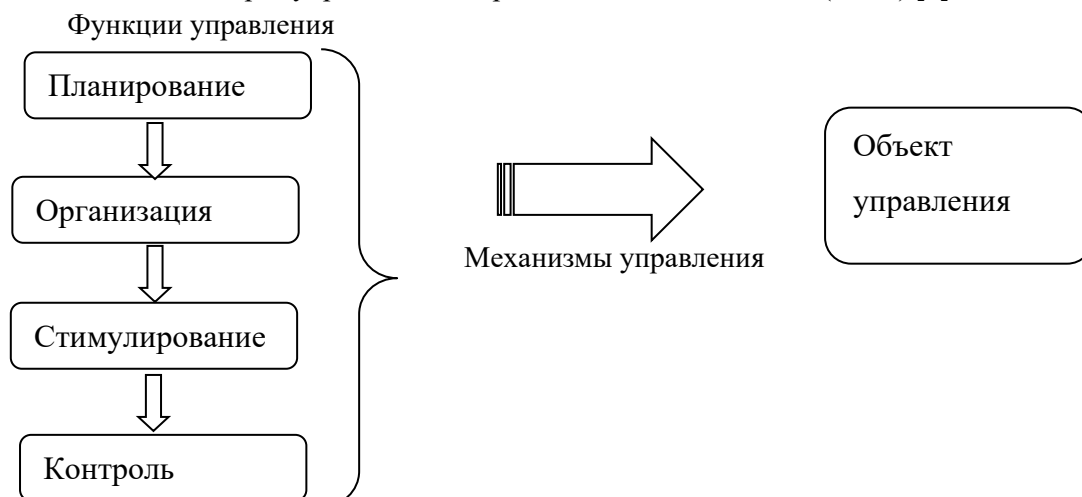 Функции управления
Планирование
Организация
Стимулирование
Контроль
Механизмы управления
Объект
управления